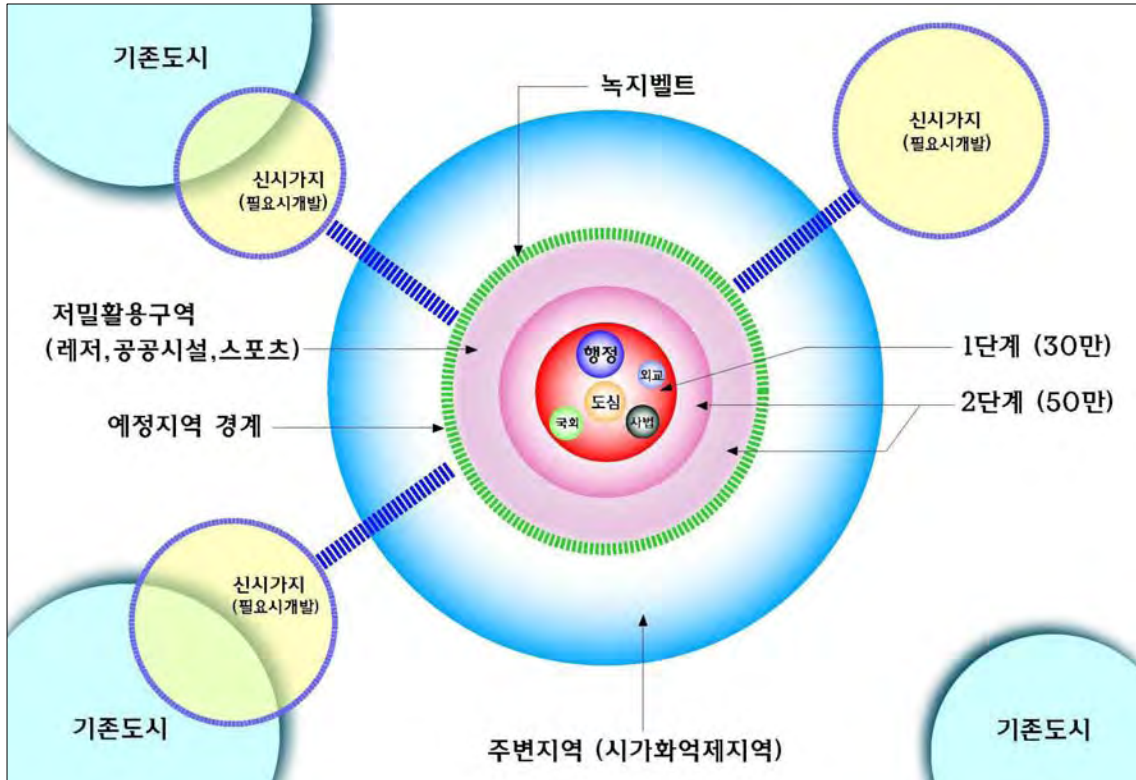 기존도시
녹지벨트
신시가지
(필요시개발)
신시가지
(필요시개발)
저밀활용구역
(레저,공공시설,스포츠)
행정
외교
1단계 (30만)
도심
2단계 (50만)
예정지역 경계
국회
사법
신시가지
(필요시개발)
기존도시
기존도시
주변지역 (시가화억제지역)